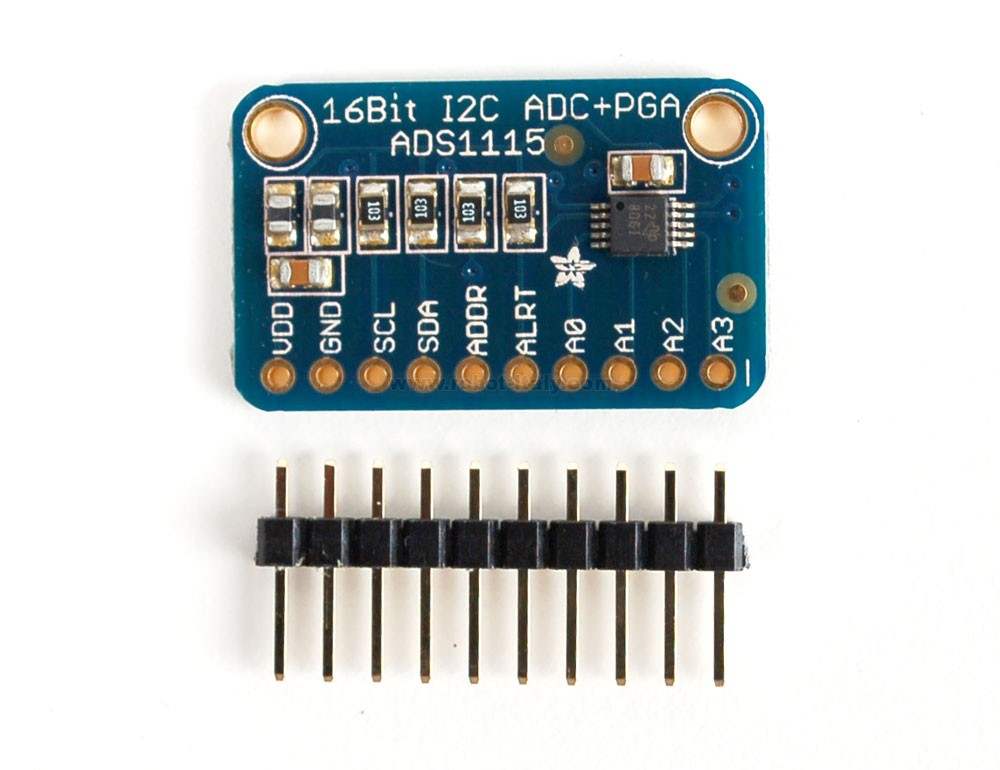 16Bit I2C ADC+PGA
ADS1115
103 103 103 103
VDD GND SCL SDA ADDR ALRT A0 A1 A2 A3